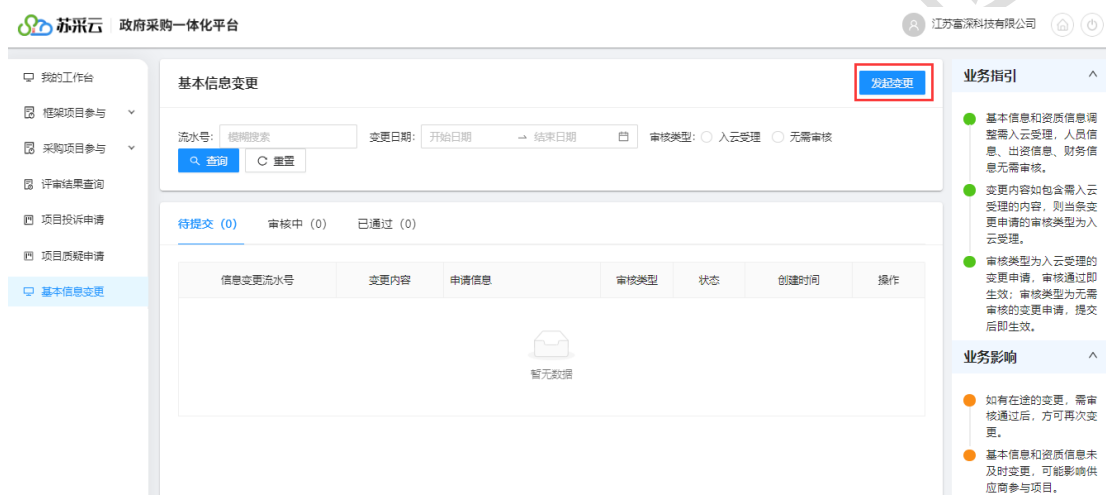 苏采云 政府采购一体化平台 江苏富深科技有限公司
我的工作台
框架项目参与
采购项目参与
评审结果查询
项目投诉申请
项目质疑申请
基本信息变更
基本信息变更 发起变更
流水号: 模糊搜索 变更日期: 开始日期 → 结束日期 审核类型: 入云受理 无需审核
查询 重置
待提交 (0) 审核中 (0) 已通过 (0)
信息变更流水号 变更内容 申请信息 审核类型 状态 创建时间 操作
暂无数据
业务指引
基本信息和资质信息调
整需入云受理，人员信
息、出资信息、财务信
息无需审核。
变更内容如包含需入云
受理的内容，则当条变
更申请的审核类型为入
云受理。
审核类型为入云受理的
变更申请，审核通过即
生效；审核类型为无需
审核的变更申请，提交
后即生效。
业务影响
如有在途的变更，需审
核通过后，方可再次变
更。
基本信息和资质信息未
及时变更，可能影响供
应商参与项目。